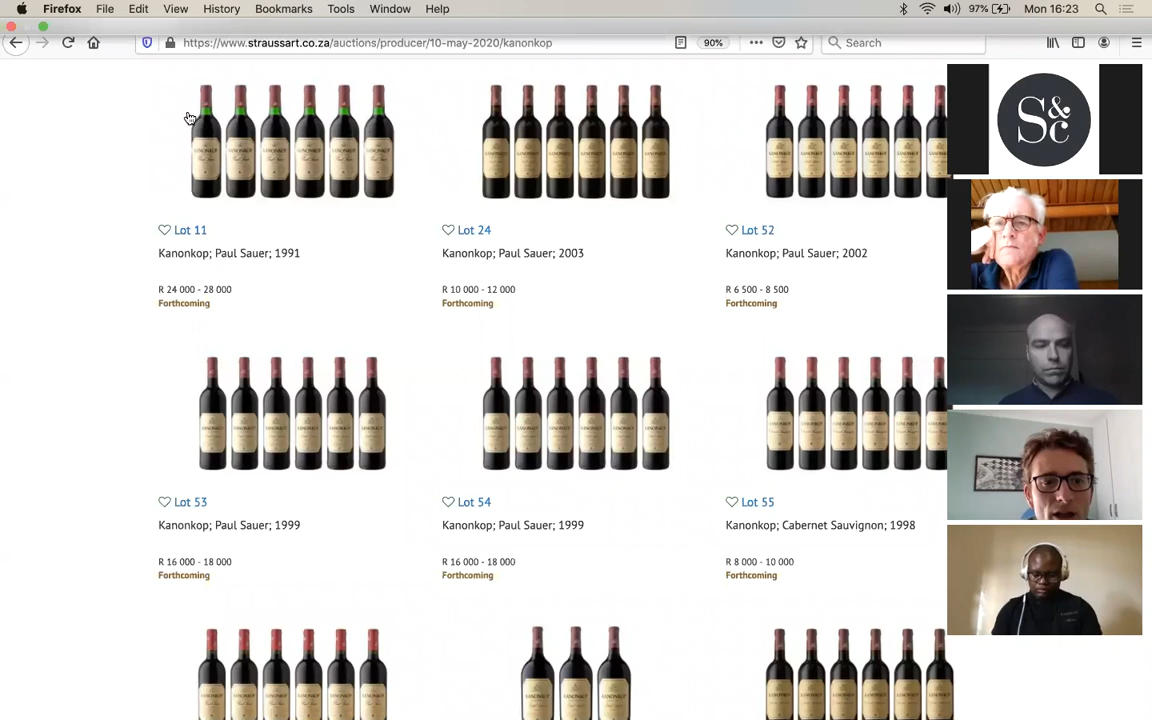 Firefox File Edit View History Bookmarks Tools Window Help 97% Mon 16:23
https://www.straussart.co.za/auctions/producer/10-may-2020/kanonkop 90% Search
S&c
Lot 11 Lot 24 Lot 52
Kanonkop; Paul Sauer; 1991 Kanonkop; Paul Sauer; 2003 Kanonkop; Paul Sauer; 2002
R 24 000 - 28 000 R 10 000 - 12 000 R 6 500 - 8 500
Forthcoming Forthcoming Forthcoming
Lot 53 Lot 54 Lot 55
Kanonkop; Paul Sauer; 1999 Kanonkop; Paul Sauer; 1999 Kanonkop; Cabernet Sauvignon; 1998
R 16 000 - 18 000 R 16 000 - 18 000 R 8 000 - 10 000
Forthcoming Forthcoming Forthcoming